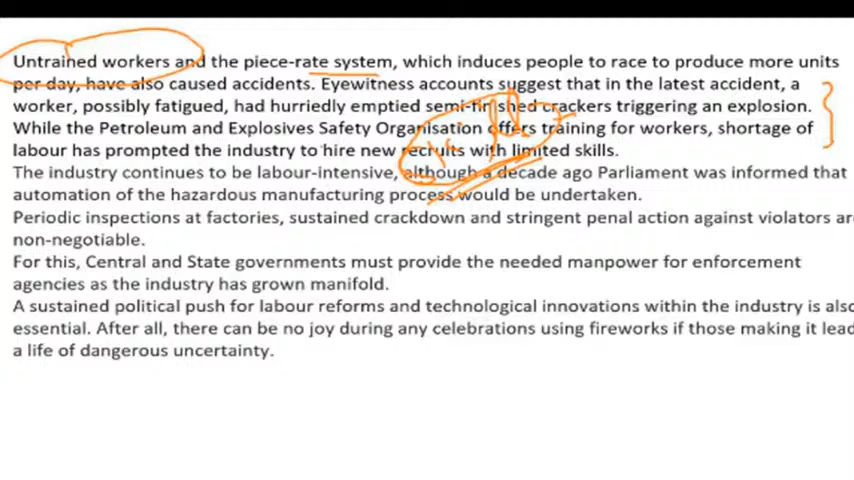 Untrained workers and the piece-rate system, which induces people to race to produce more units
per day, have also caused accidents. Eyewitness accounts suggest that in the latest accident, a
worker, possibly fatigued, had hurriedly emptied semi-finished crackers triggering an explosion.
While the Petroleum and Explosives Safety Organisation offers training for workers, shortage of
labour has prompted the industry to hire new recruits with limited skills.
The industry continues to be labour-intensive, although a decade ago Parliament was informed that
automation of the hazardous manufacturing process would be undertaken.
Periodic inspections at factories, sustained crackdown and stringent penal action against violators are
non-negotiable.
For this, Central and State governments must provide the needed manpower for enforcement
agencies as the industry has grown manifold.
A sustained political push for labour reforms and technological innovations within the industry is also
essential. After all, there can be no joy during any celebrations using fireworks if those making it lead
a life of dangerous uncertainty.